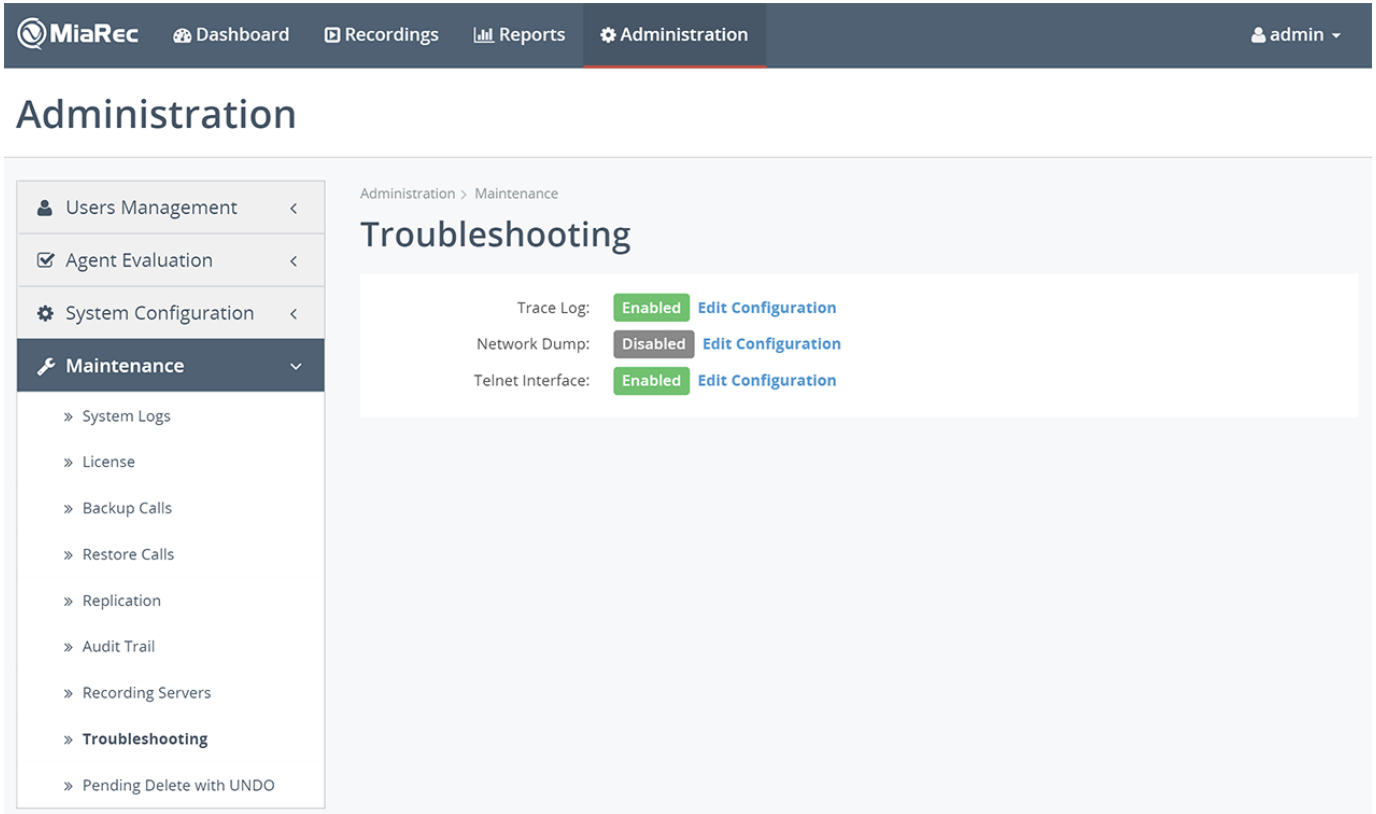 MiaRec Dashboard Recordings Reports Administration admin
Administration
Users Management
Agent Evaluation
System Configuration
Maintenance
» System Logs
» License
» Backup Calls
» Restore Calls
» Replication
» Audit Trail
» Recording Servers
» Troubleshooting
» Pending Delete with UNDO
Administration > Maintenance
Troubleshooting
Trace Log: Enabled Edit Configuration
Network Dump: Disabled Edit Configuration
Telnet Interface: Enabled Edit Configuration